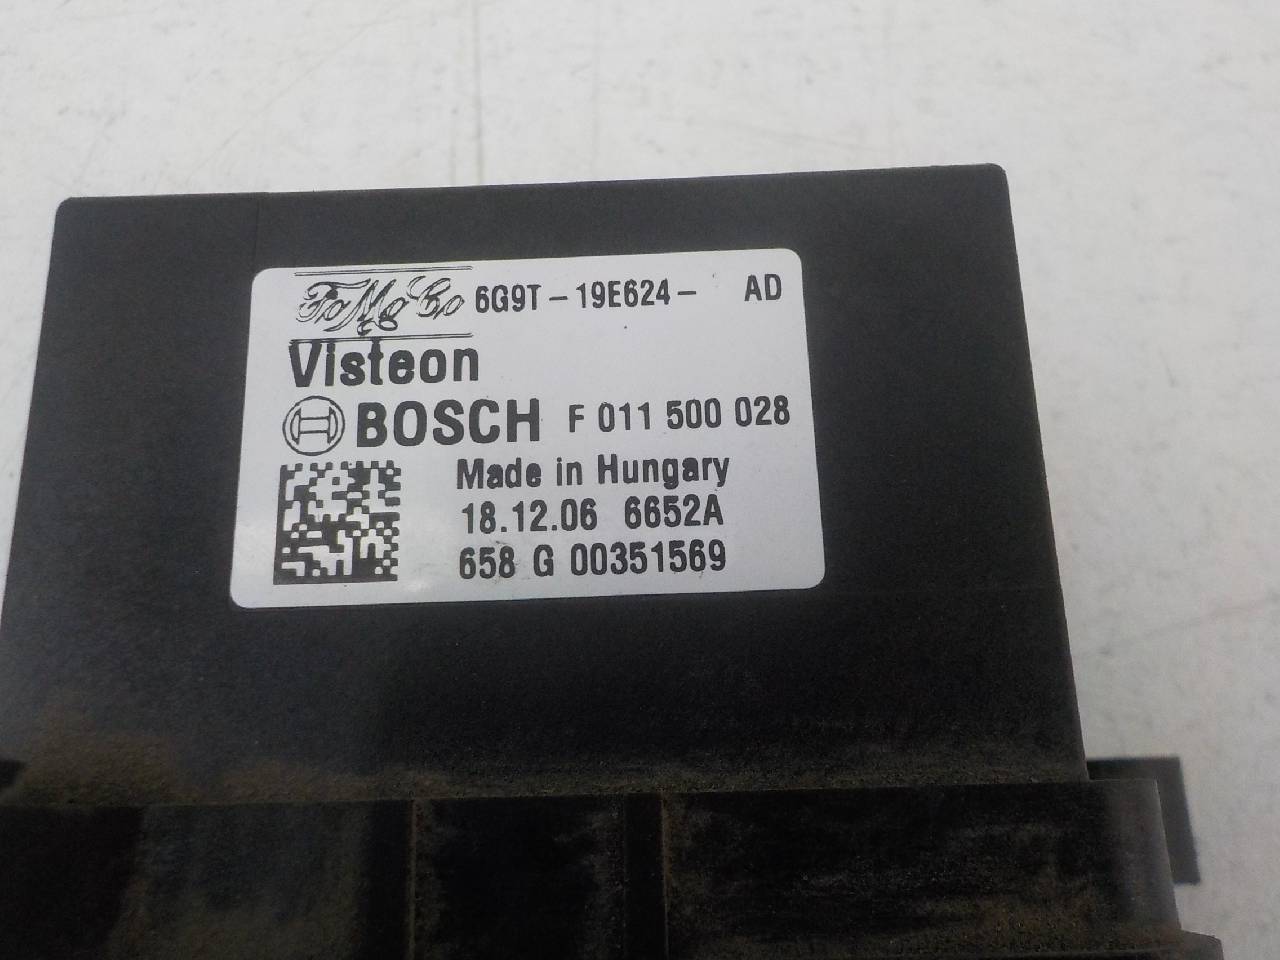 FoMoCo 6G9T-19E624- AD
Visteon
BOSCH F 011 500 028
Made in Hungary
18.12.06 6652A
658 G 00351569